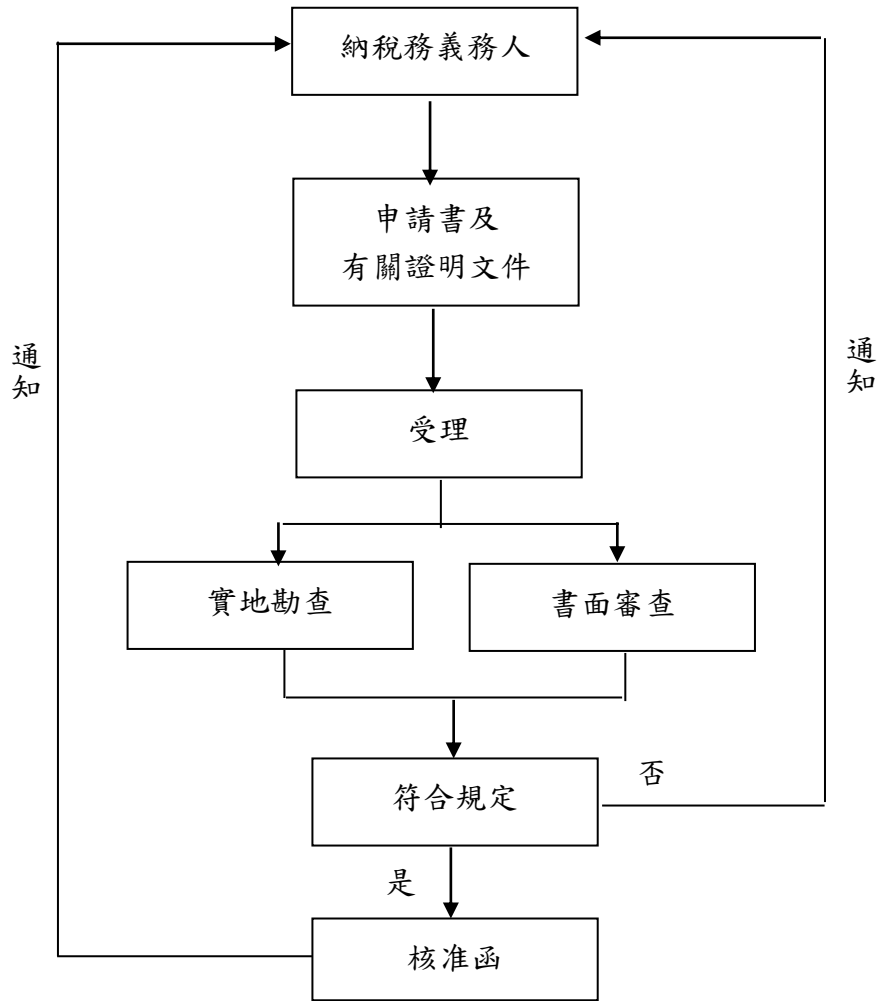 納稅務義務人
申請書及
有關證明文件
通知
通知
受理
實地勘查
書面審查
符合規定
否
是
核准函